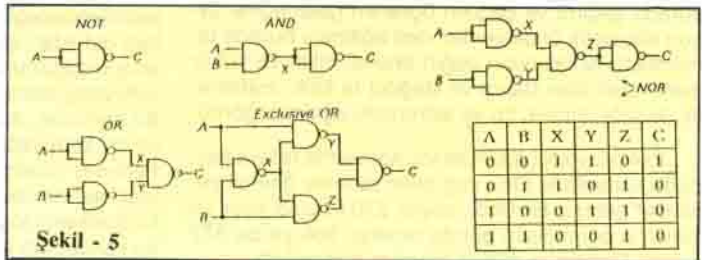 NOT
A
C
AND
A
B
X
C
A
X
Z
C
B
Y
NOR
OR
A
X
Y
C
B
Exclusive OR
A
X
Y
Z
C
B
A B X Y Z C
0 0 1 1 0 1
0 1 1 0 1 0
1 0 0 1 1 0
1 1 0 0 1 0
Şekil - 5